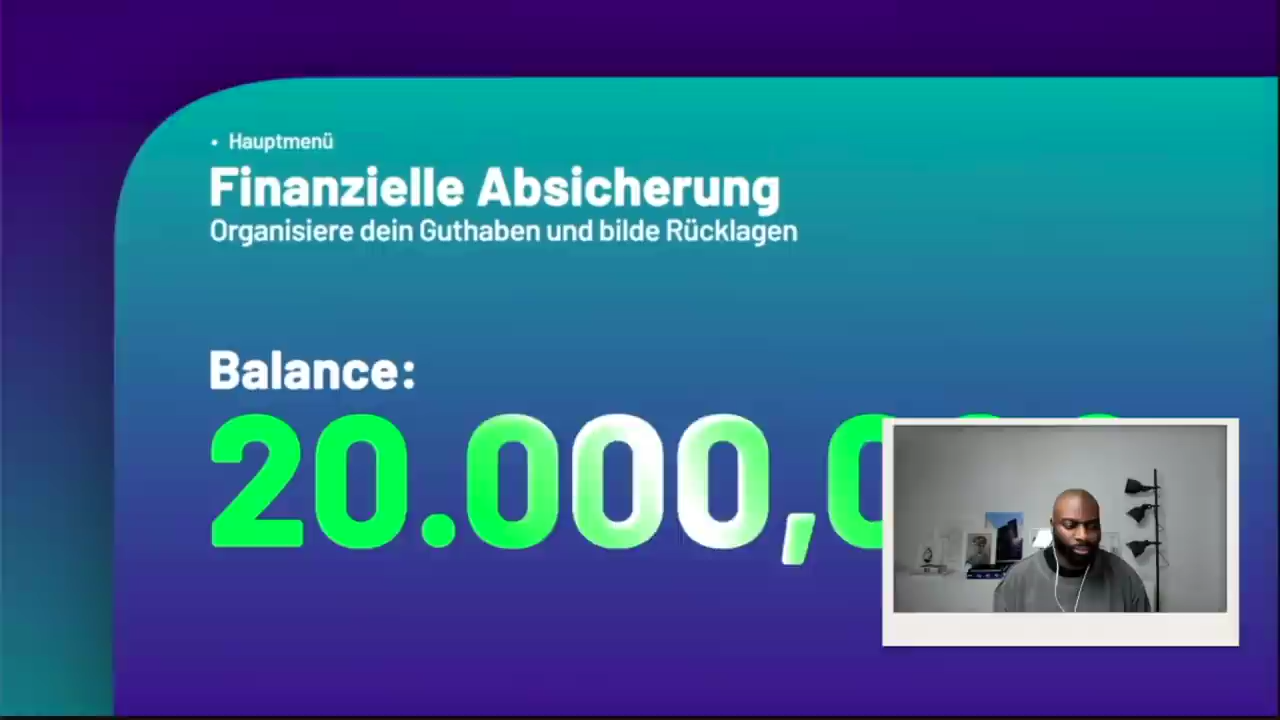 • Hauptmenü
Finanzielle Absicherung
Organisiere dein Guthaben und bilde Rücklagen
Balance:
20.000,0